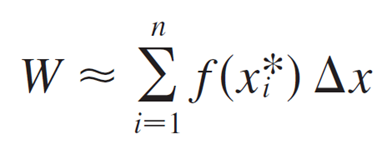 W ≈ ∑_{i=1}^{n} f(x_i^*) Δx